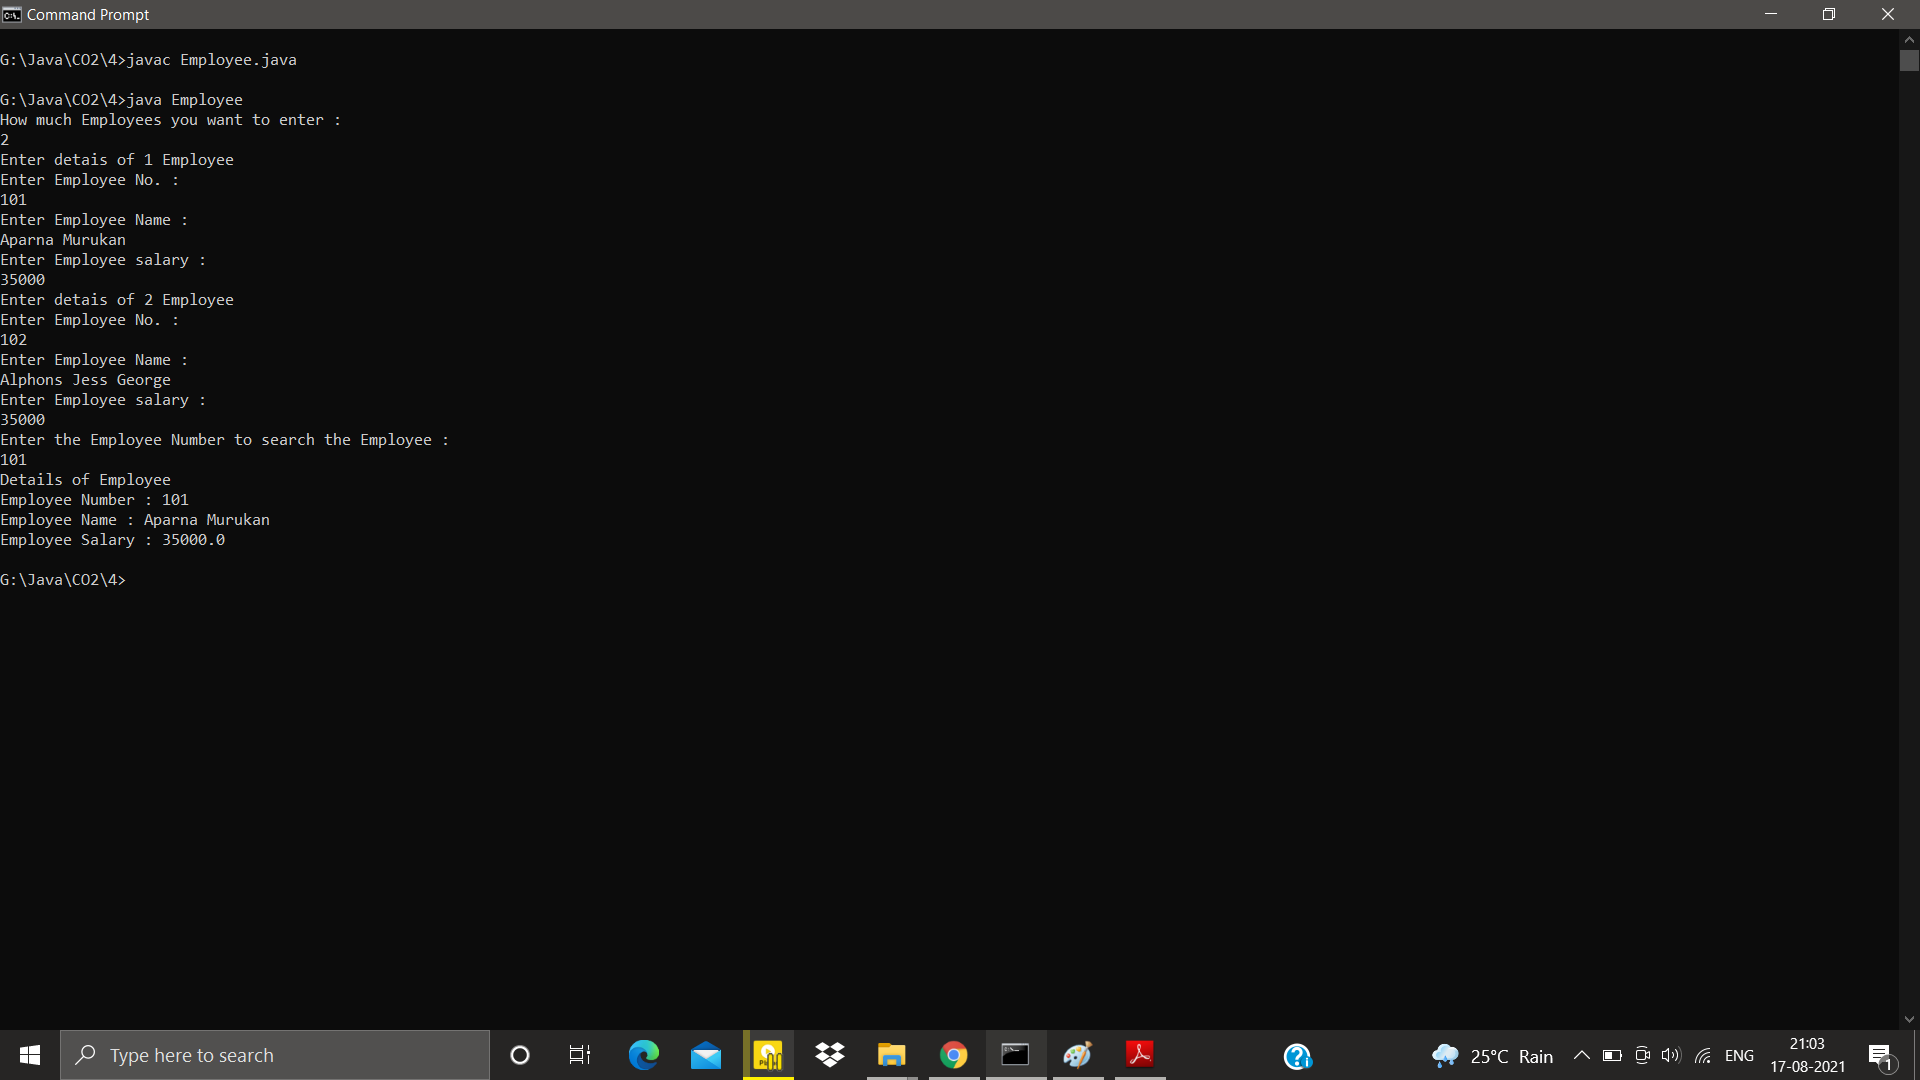 Command Prompt
G:\Java\CO2\4>javac Employee.java
G:\Java\CO2\4>java Employee
How much Employees you want to enter :
2
Enter detais of 1 Employee
Enter Employee No. :
101
Enter Employee Name :
Aparna Murukan
Enter Employee salary :
35000
Enter detais of 2 Employee
Enter Employee No. :
102
Enter Employee Name :
Alphons Jess George
Enter Employee salary :
35000
Enter the Employee Number to search the Employee :
101
Details of Employee
Employee Number : 101
Employee Name : Aparna Murukan
Employee Salary : 35000.0
G:\Java\CO2\4>
Type here to search
25°C Rain
ENG
21:03
17-08-2021
1